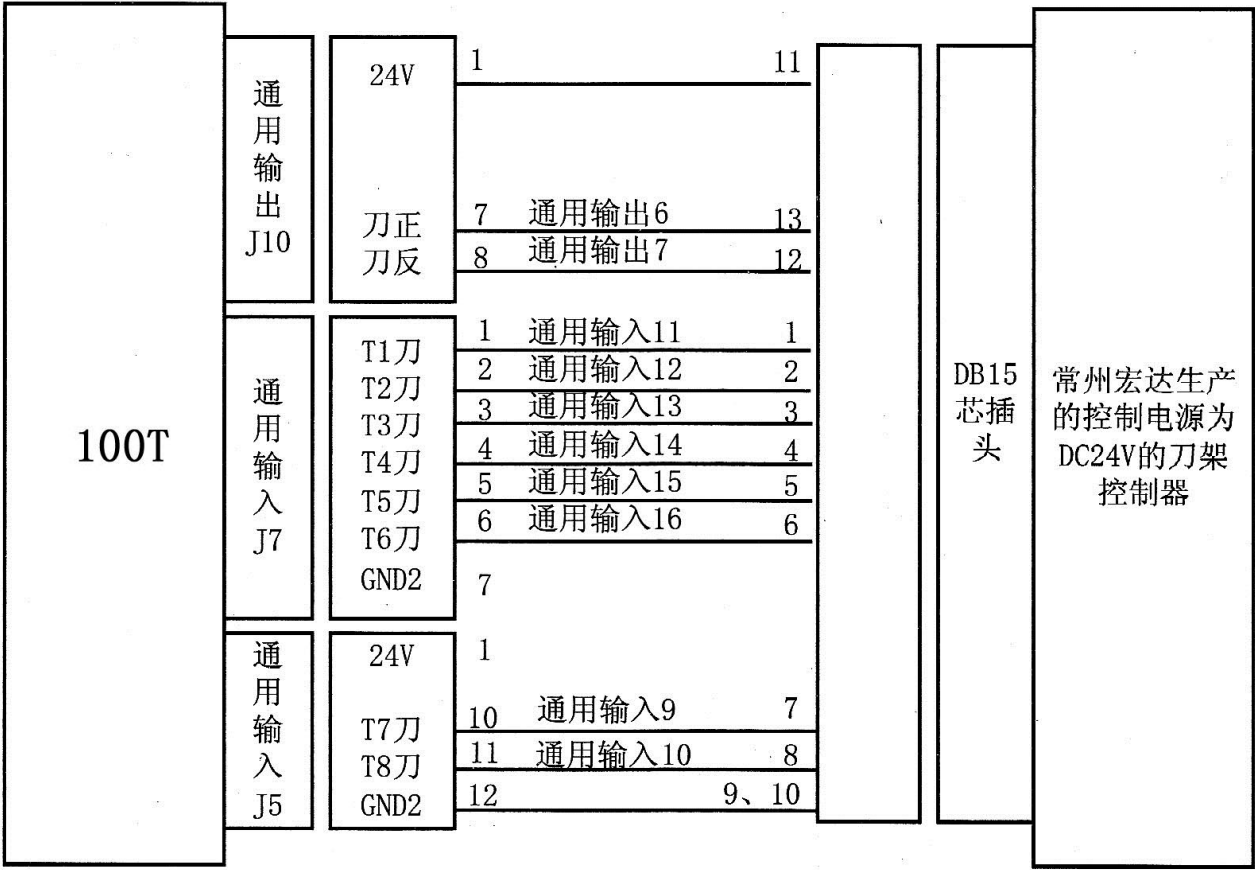 100T
通用输出J10
24V
刀正
刀反
1
11
7 通用输出6 13
8 通用输出7 12
通用输入J7
T1刀
T2刀
T3刀
T4刀
T5刀
T6刀
GND2
1 通用输入11 1
2 通用输入12 2
3 通用输入13 3
4 通用输入14 4
5 通用输入15 5
6 通用输入16 6
7
通用输入J5
24V
T7刀
T8刀
GND2
1
10 通用输入9 7
11 通用输入10 8
12 9、10
DB15
芯插
头
常州宏达生产
的控制电源为
DC24V的刀架
控制器